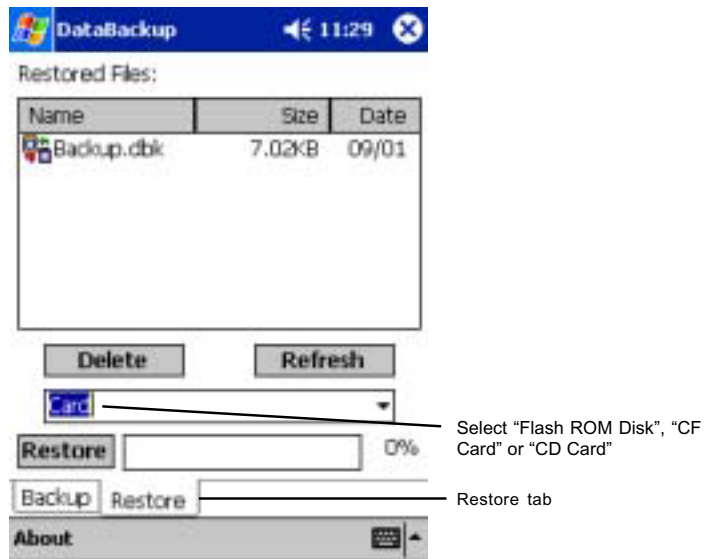 DataBackup 11:29
Restored Files:
Name Size Date
Backup.dbk 7.02KB 09/01
Delete Refresh
Card
Select “Flash ROM Disk”, “CF
Card” or “CD Card”
Restore 0%
Backup Restore
Restore tab
About